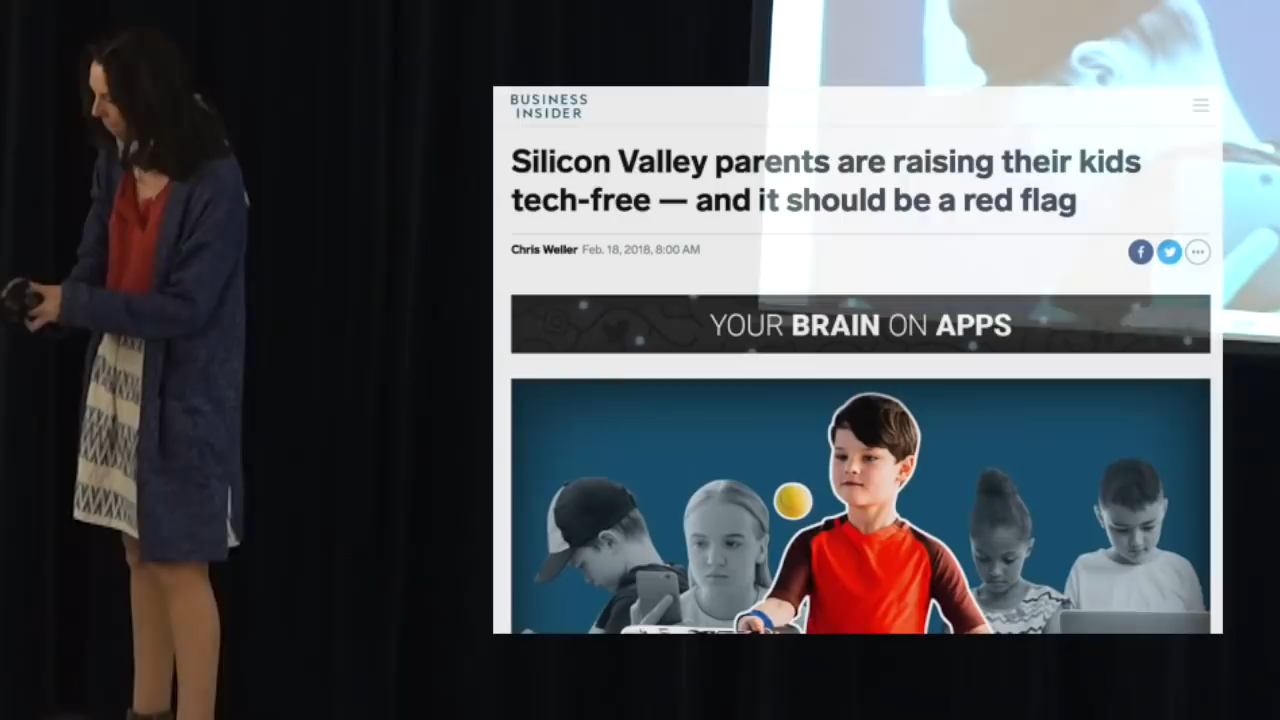 BUSINESS
INSIDER
Silicon Valley parents are raising their kids
tech-free — and it should be a red flag
Chris Weller Feb. 18, 2018, 8:00 AM
YOUR BRAIN ON APPS